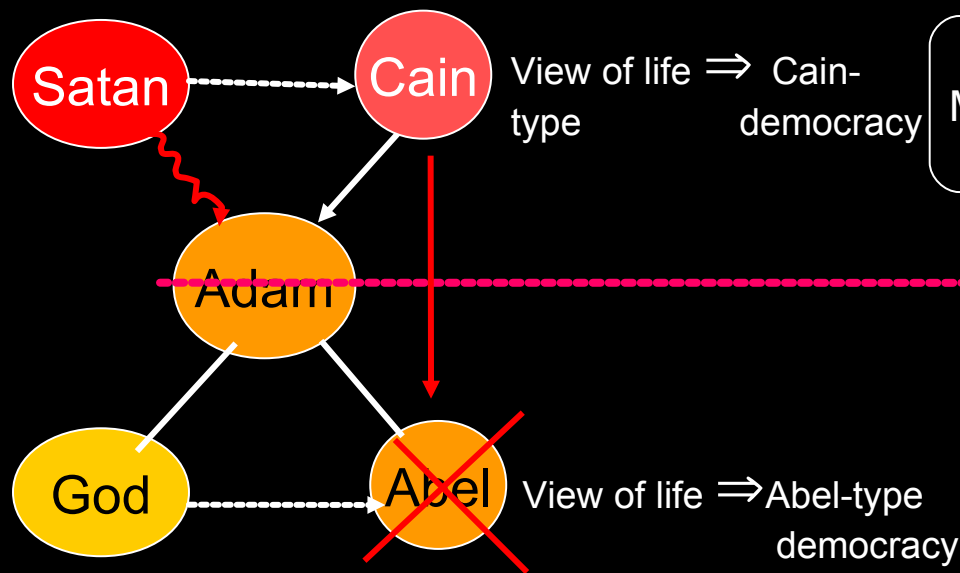 Satan
Cain
View of life ⇒ Cain-
type democracy
M
Adam
God
Abel
View of life ⇒Abel-type
democracy